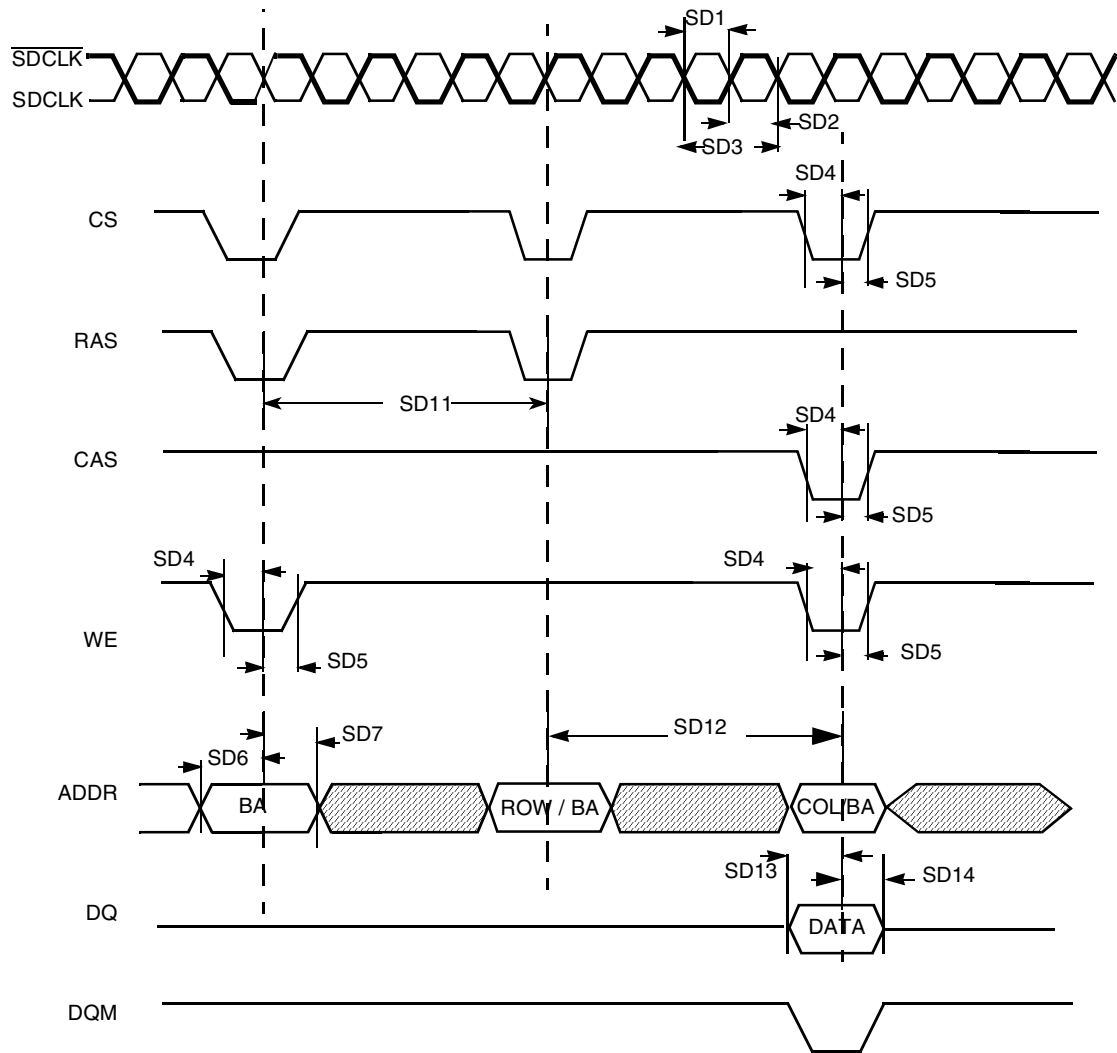 SD1
SDCLK
SDCLK
SD2
SD3
SD4
CS
SD5
RAS
SD11
SD4
CAS
SD5
SD4
SD4
WE
SD5
SD5
SD12
SD7
SD6
ADDR
BA
ROW / BA
COL/BA
SD13
SD14
DQ
DATA
DQM